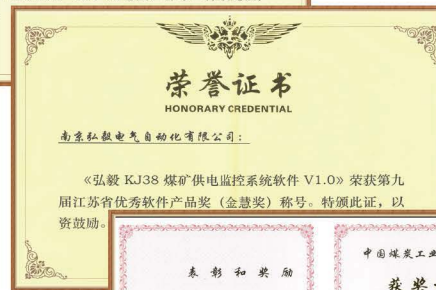 荣誉证书
HONORARY CREDENTIAL
南京弘毅电气自动化有限公司：
《弘毅 KJ38 煤矿供电监控系统软件 V1.0》荣获第九
届江苏省优秀软件产品奖（金慧奖）称号。特颁此证，以
资鼓励。
表彰和奖励
中国煤炭工业
获奖